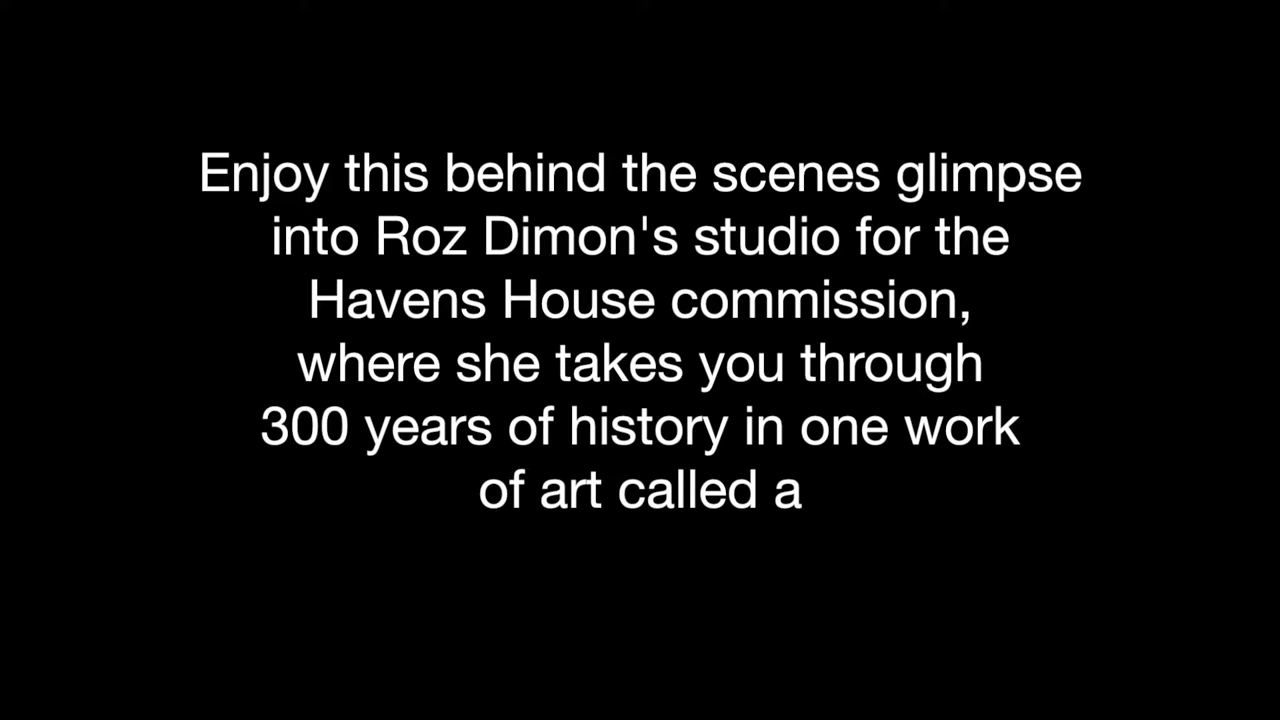 Enjoy this behind the scenes glimpse
into Roz Dimon's studio for the
Havens House commission,
where she takes you through
300 years of history in one work
of art called a